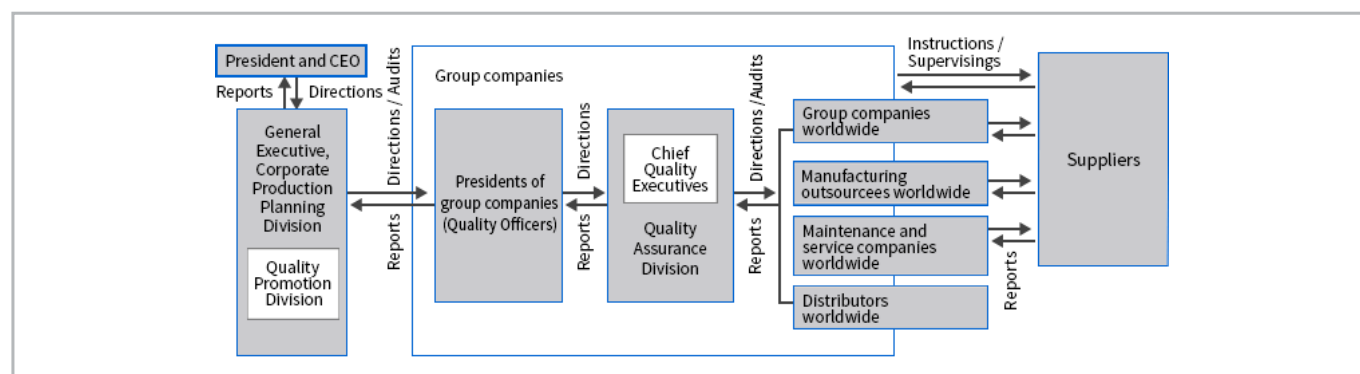 President and CEO
Reports
Directions
General
Executive,
Corporate
Production
Planning
Division
Quality
Promotion
Division
Directions / Audits
Reports
Group companies
Presidents of
group companies
(Quality Officers)
Directions
Reports
Chief
Quality
Executives
Quality
Assurance
Division
Directions /Audits
Reports
Group companies
worldwide
Manufacturing
outsourcees worldwide
Maintenance and
service companies
worldwide
Distributors
worldwide
Instructions /
Supervisings
Reports
Suppliers